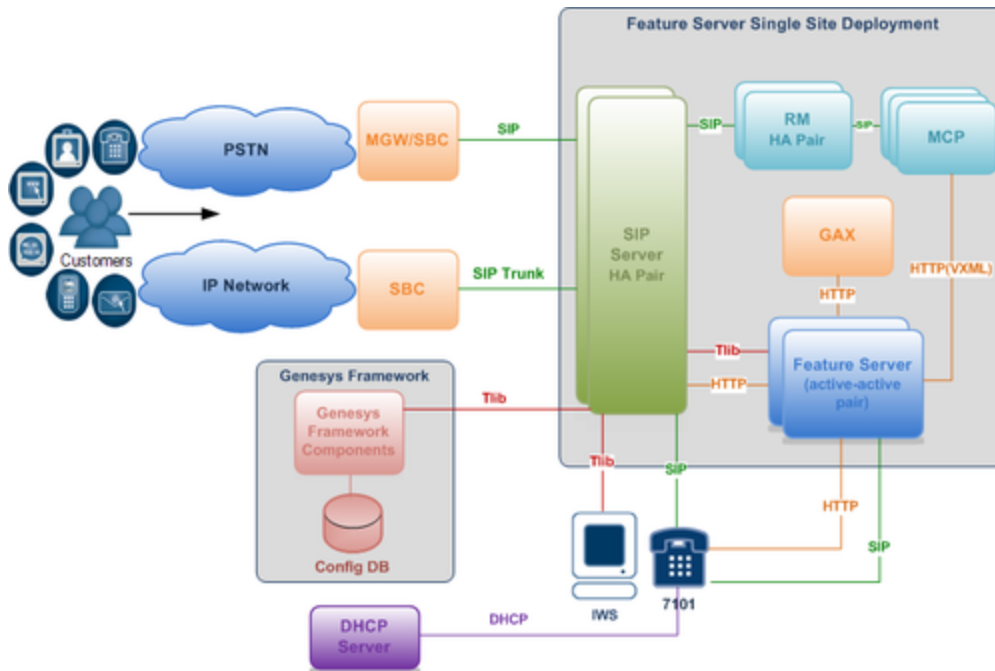 Feature Server Single Site Deployment
PSTN
MGW/SBC
SIP
SIP
RM
HA Pair
SIP
MCP
Customers
IP Network
SBC
SIP Trunk
SIP
Server
HA Pair
GAX
HTTP
HTTP(VXML)
Tlib
HTTP
Feature Server
(active-active
pair)
Genesys Framework
Genesys
Framework
Components
Config DB
Tlib
Tlib
SIP
HTTP
SIP
IWS
7101
DHCP
Server
DHCP